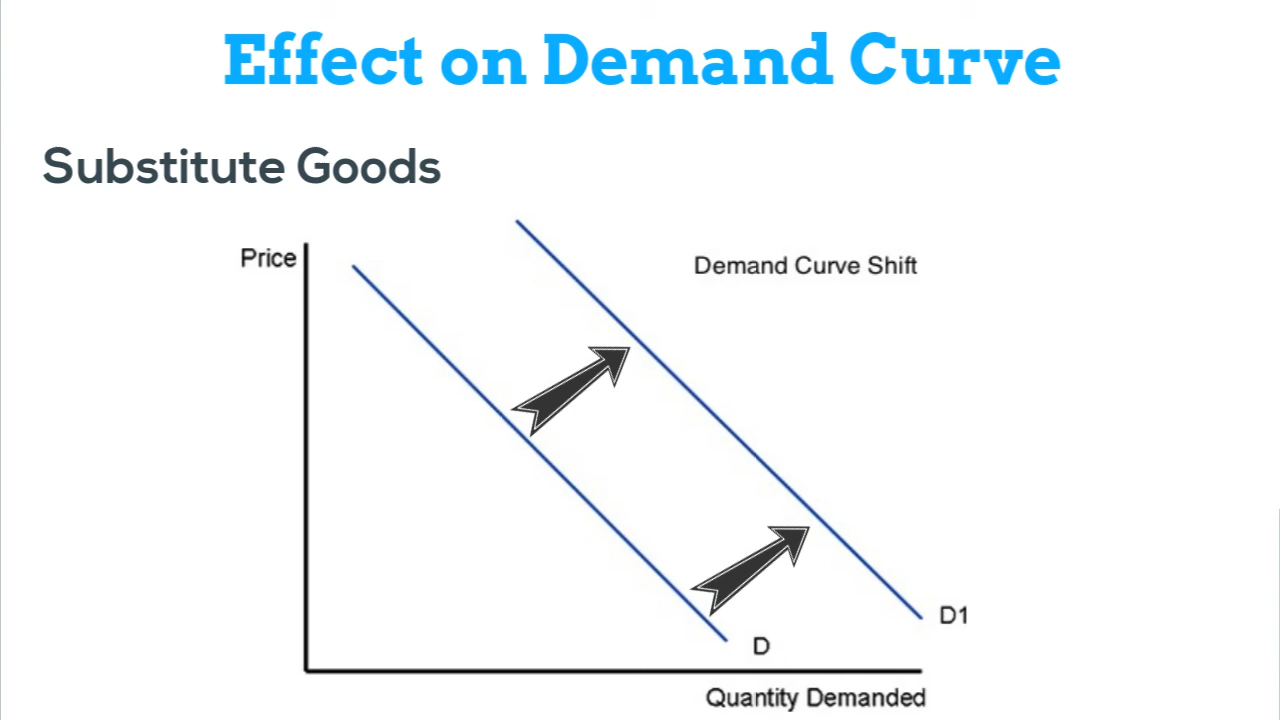 Effect on Demand Curve
Substitute Goods
Price
Demand Curve Shift
D1
D
Quantity Demanded